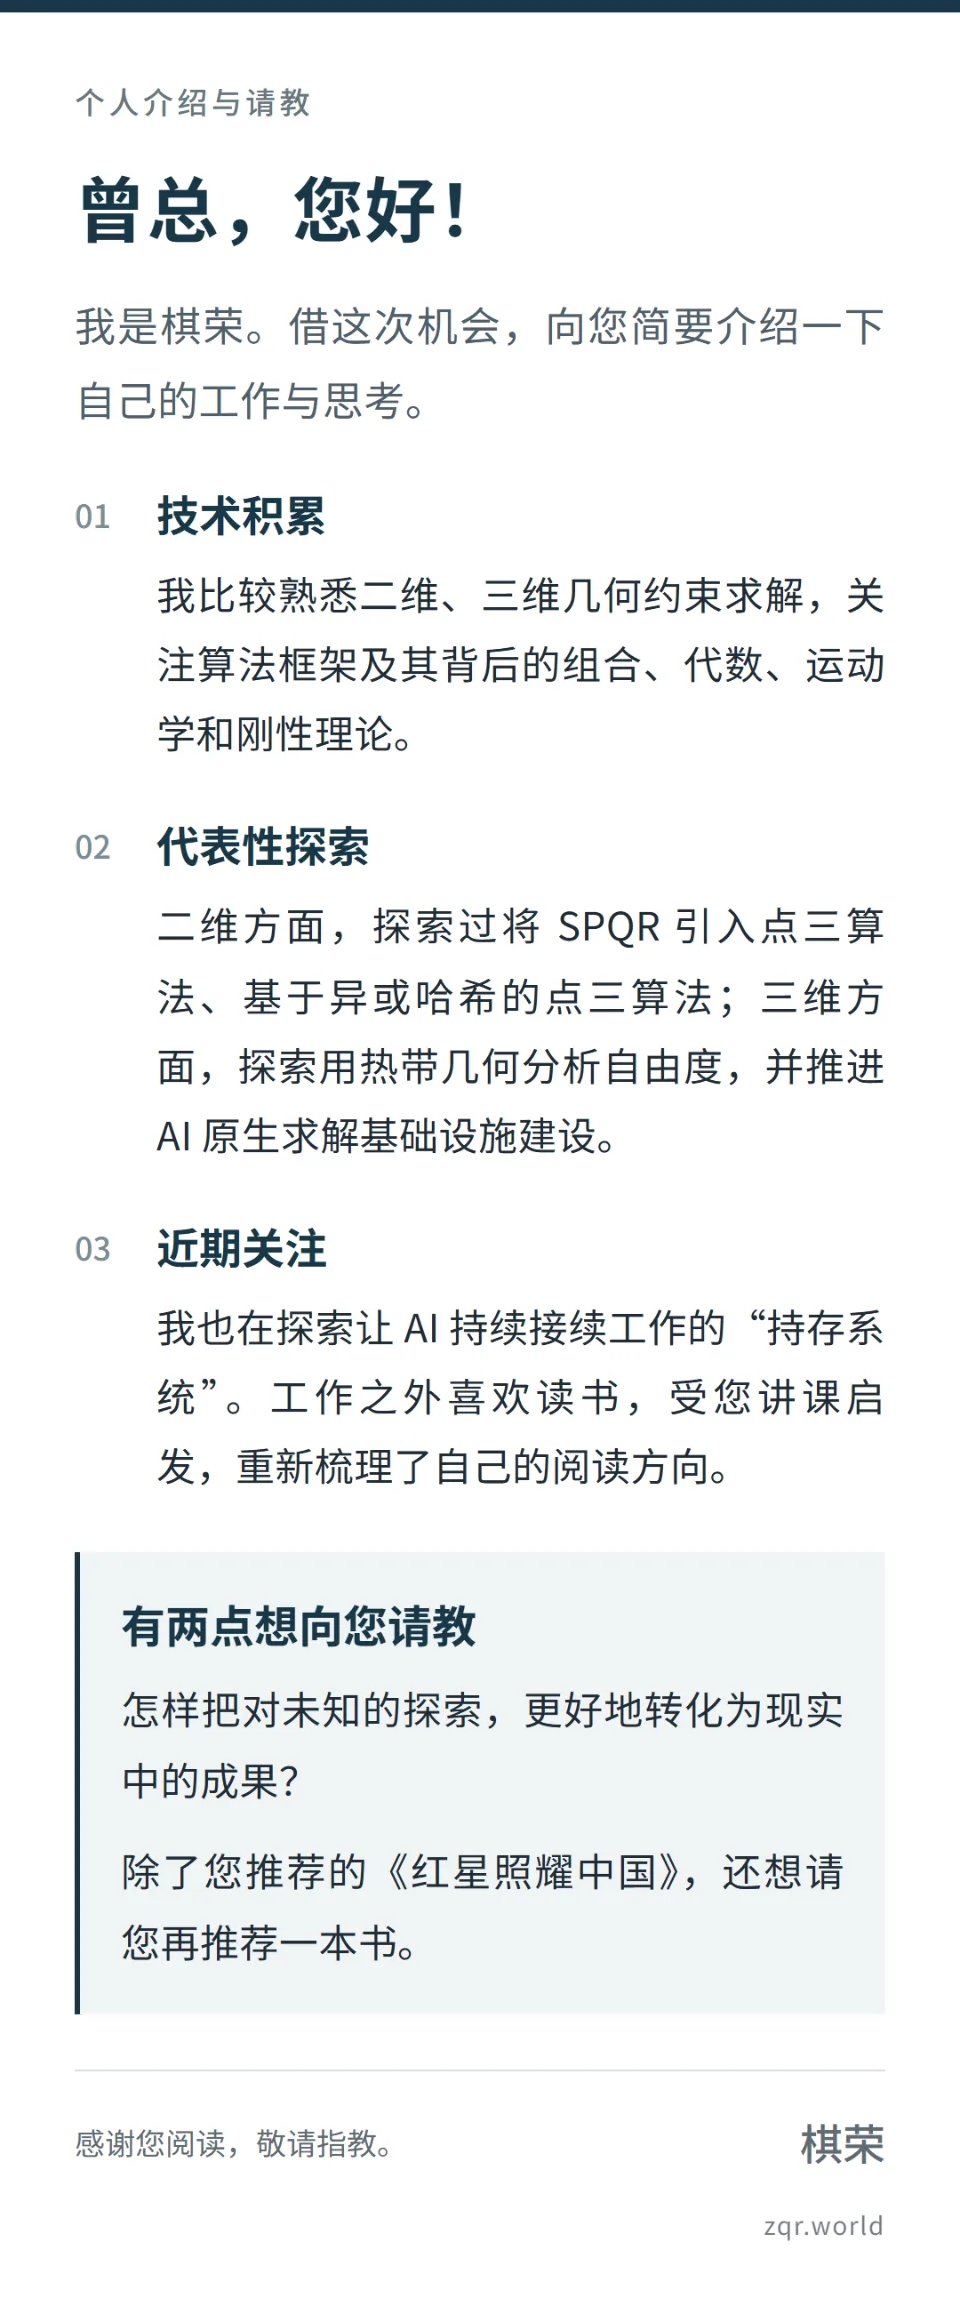 个人介绍与请教
曾总，您好！
我是棋荣。借这次机会，向您简要介绍一下
自己的工作与思考。
01 技术积累
我比较熟悉二维、三维几何约束求解，关
注算法框架及其背后的组合、代数、运动
学和刚性理论。
02 代表性探索
二维方面，探索过将 SPQR 引入点三算
法、基于异或哈希的点三算法；三维方
面，探索用热带几何分析自由度，并推进
AI 原生求解基础设施建设。
03 近期关注
我也在探索让 AI 持续接续工作的“持存系
统”。工作之外喜欢读书，受您讲课启
发，重新梳理了自己的阅读方向。
有两点想向您请教
怎样把对未知的探索，更好地转化为现实
中的成果？
除了您推荐的《红星照耀中国》，还想请
您再推荐一本书。
感谢您阅读，敬请指教。
棋荣
zqr.world